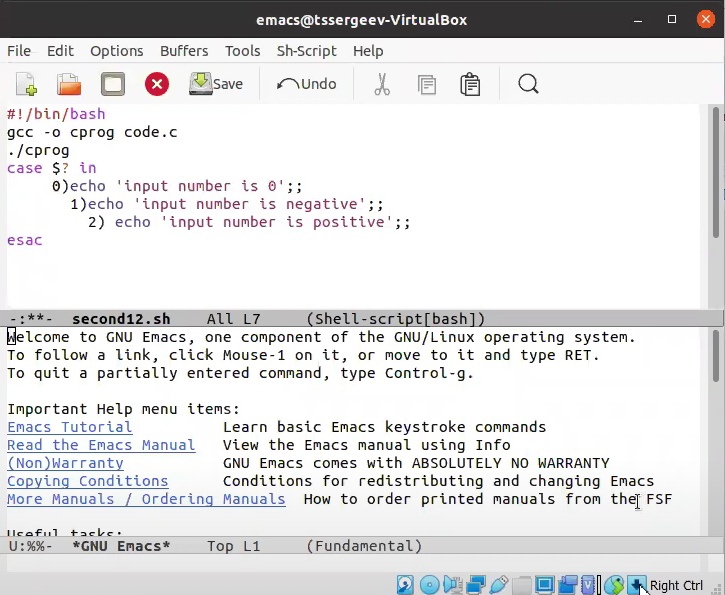 emacs@tssergeev-VirtualBox
File Edit Options Buffers Tools Sh-Script Help
Save Undo
#!/bin/bash
gcc -o cprog code.c
./cprog
case $? in
0)echo 'input number is 0';;
1)echo 'input number is negative';;
2) echo 'input number is positive';;
esac
-:**- second12.sh All L7 (Shell-script[bash])
Welcome to GNU Emacs, one component of the GNU/Linux operating system.
To follow a link, click Mouse-1 on it, or move to it and type RET.
To quit a partially entered command, type Control-g.
Important Help menu items:
Emacs Tutorial Learn basic Emacs keystroke commands
Read the Emacs Manual View the Emacs manual using Info
(Non)Warranty GNU Emacs comes with ABSOLUTELY NO WARRANTY
Copying Conditions Conditions for redistributing and changing Emacs
More Manuals / Ordering Manuals How to order printed manuals from the FSF
Useful tasks:
U:%%- *GNU Emacs* Top L1 (Fundamental)
Right Ctrl